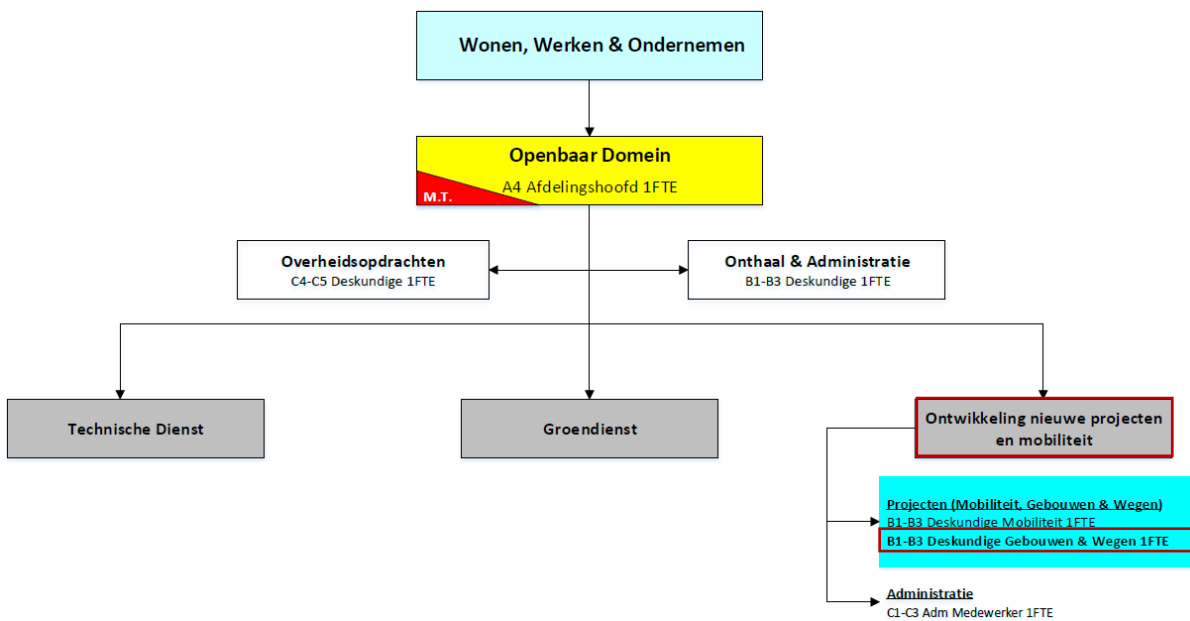 Wonen, Werken & Ondernemen
Openbaar Domein
A4 Afdelingshoofd 1FTE
M.T.
Overheidsopdrachten
C4-C5 Deskundige 1FTE
Onthaal & Administratie
B1-B3 Deskundige 1FTE
Technische Dienst
Groendienst
Ontwikkeling nieuwe projecten
en mobiliteit
Projecten (Mobiliteit, Gebouwen & Wegen)
B1-B3 Deskundige Mobiliteit 1FTE
B1-B3 Deskundige Gebouwen & Wegen 1FTE
Administratie
C1-C3 Adm Medewerker 1FTE